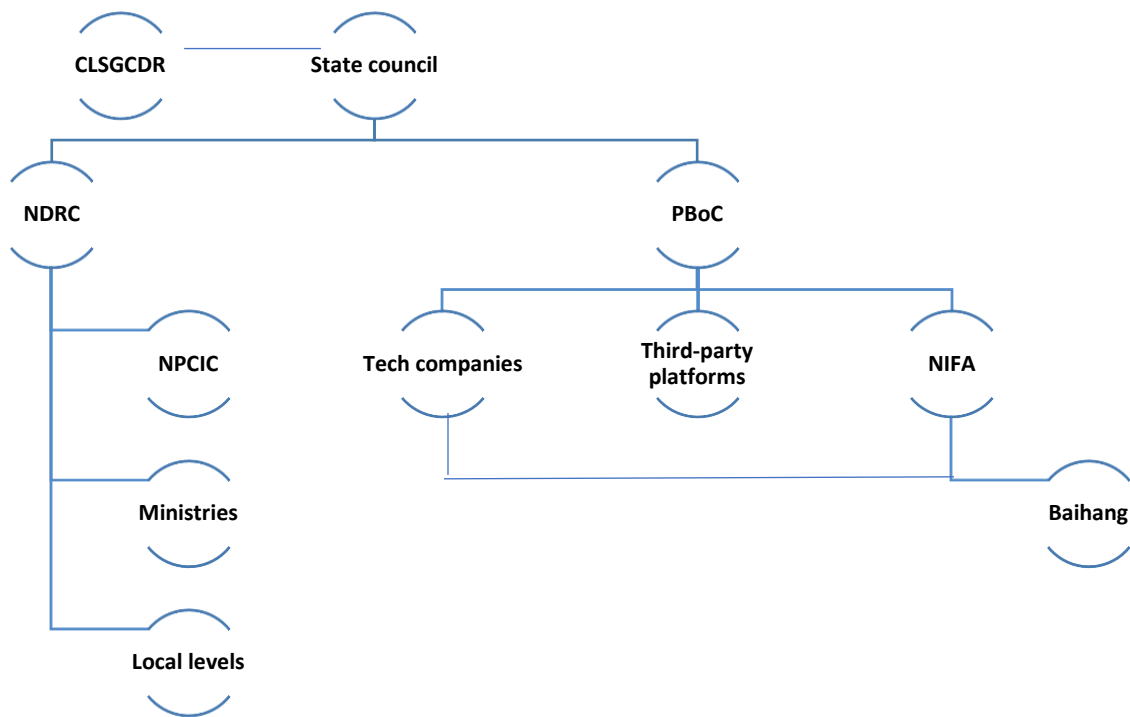 CLSGCDR
State council
NDRC
PBoC
NPCIC
Tech companies
Third-party
platforms
NIFA
Ministries
Baihang
Local levels